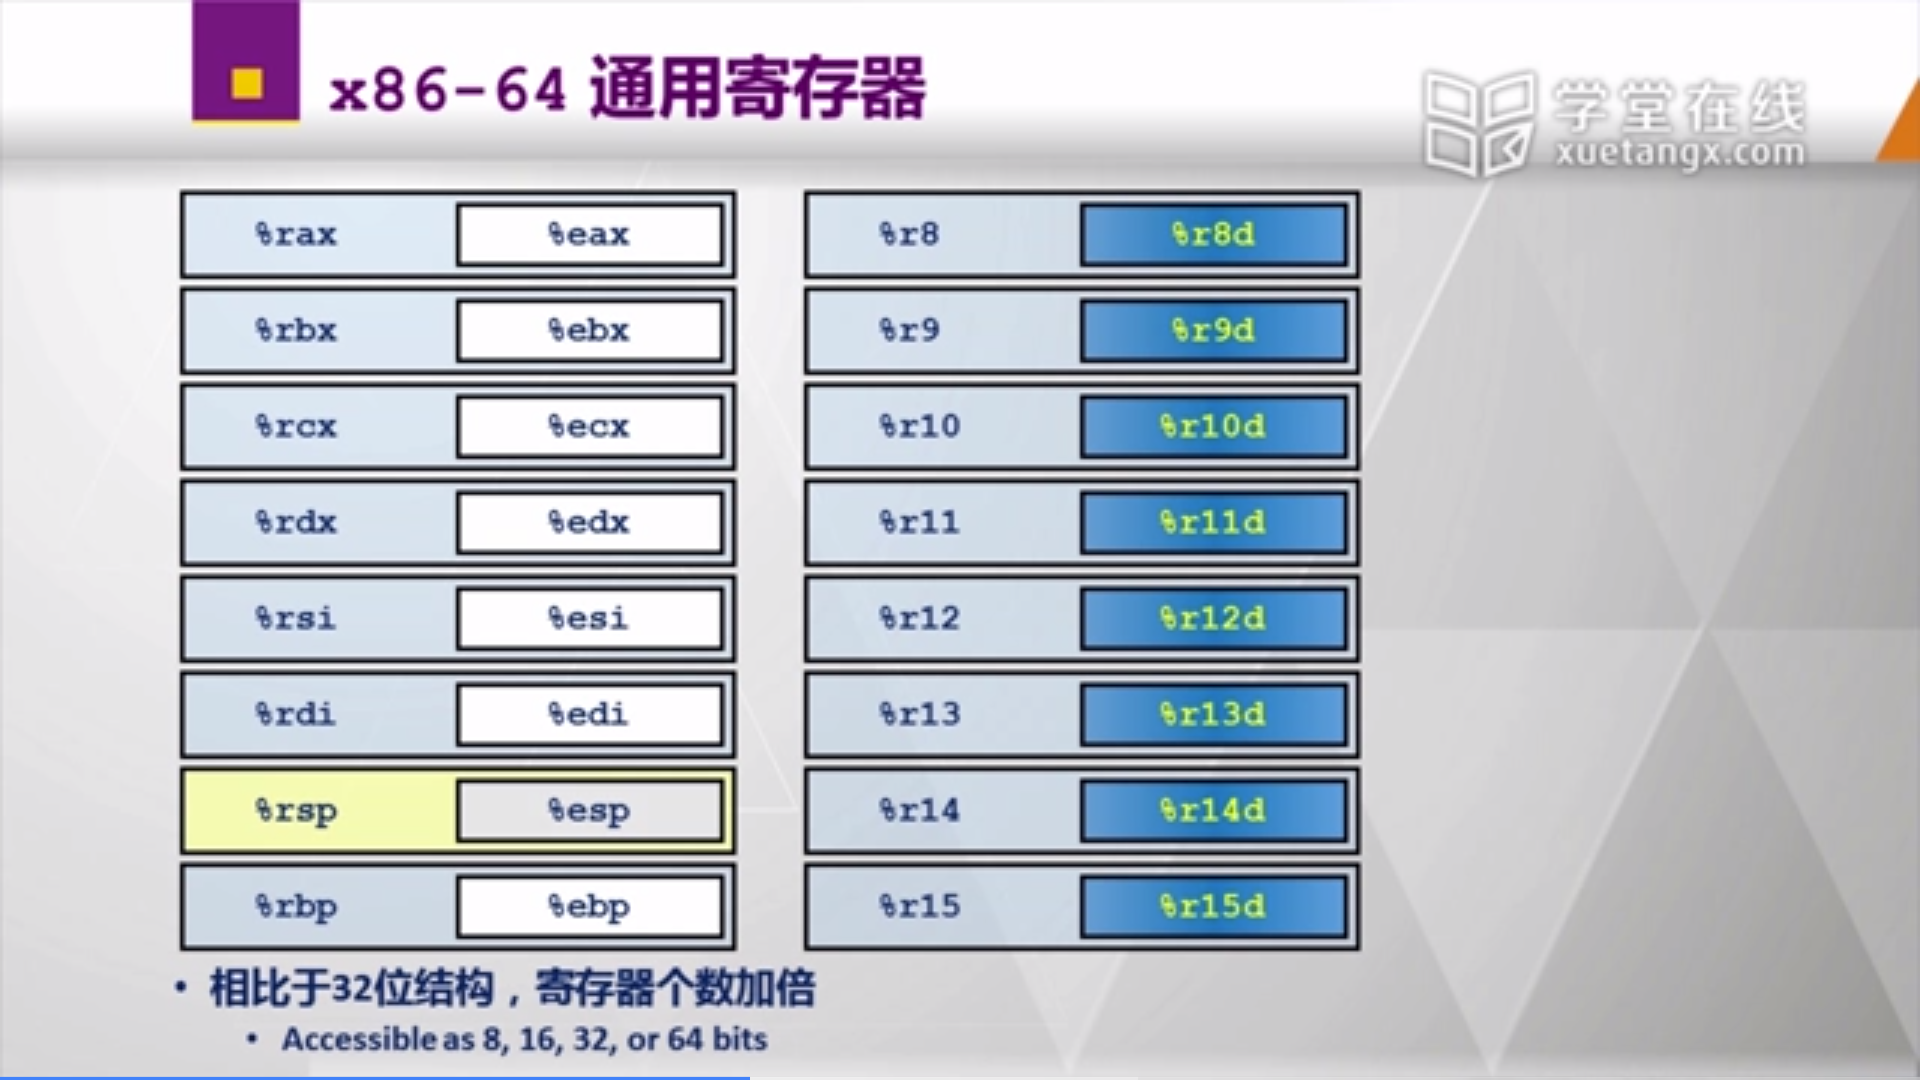 x86-64 通用寄存器
学堂在线
xuetangx.com
%rax %eax %r8 %r8d
%rbx %ebx %r9 %r9d
%rcx %ecx %r10 %r10d
%rdx %edx %r11 %r11d
%rsi %esi %r12 %r12d
%rdi %edi %r13 %r13d
%rsp %esp %r14 %r14d
%rbp %ebp %r15 %r15d
• 相比于32位结构，寄存器个数加倍
• Accessible as 8, 16, 32, or 64 bits